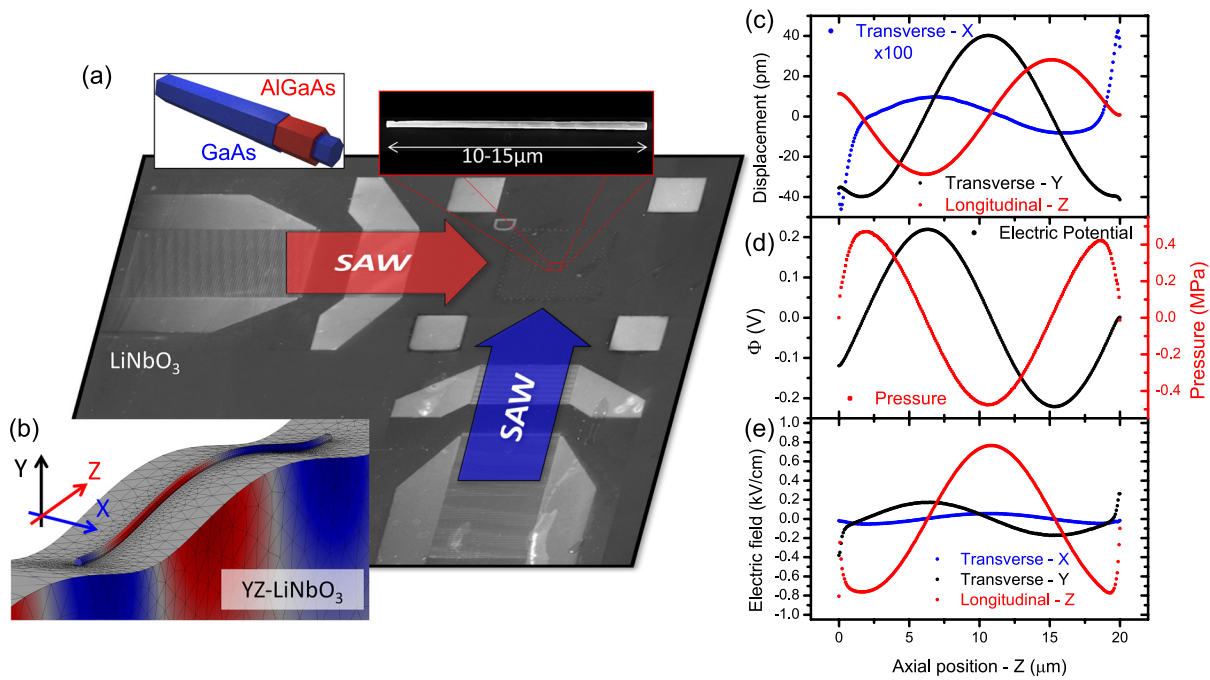 (a)
AlGaAs
GaAs
10-15μm
D
SAW
SAW
LiNbO3
(b)
Y
Z
X
YZ-LiNbO3
(c)
Transverse - X
x100
Displacement (pm)
40
20
0
-20
-40
Transverse - Y
Longitudinal - Z
(d)
Electric Potential
Φ (V)
0.2
0.1
0.0
-0.1
-0.2
Pressure
0.4
0.2
0.0
-0.2
-0.4
Pressure (MPa)
(e)
Electric field (kV/cm)
1.0
0.8
0.6
0.4
0.2
0.0
-0.2
-0.4
-0.6
-0.8
-1.0
Transverse - X
Transverse - Y
Longitudinal - Z
0
5
10
15
20
Axial position - Z (μm)